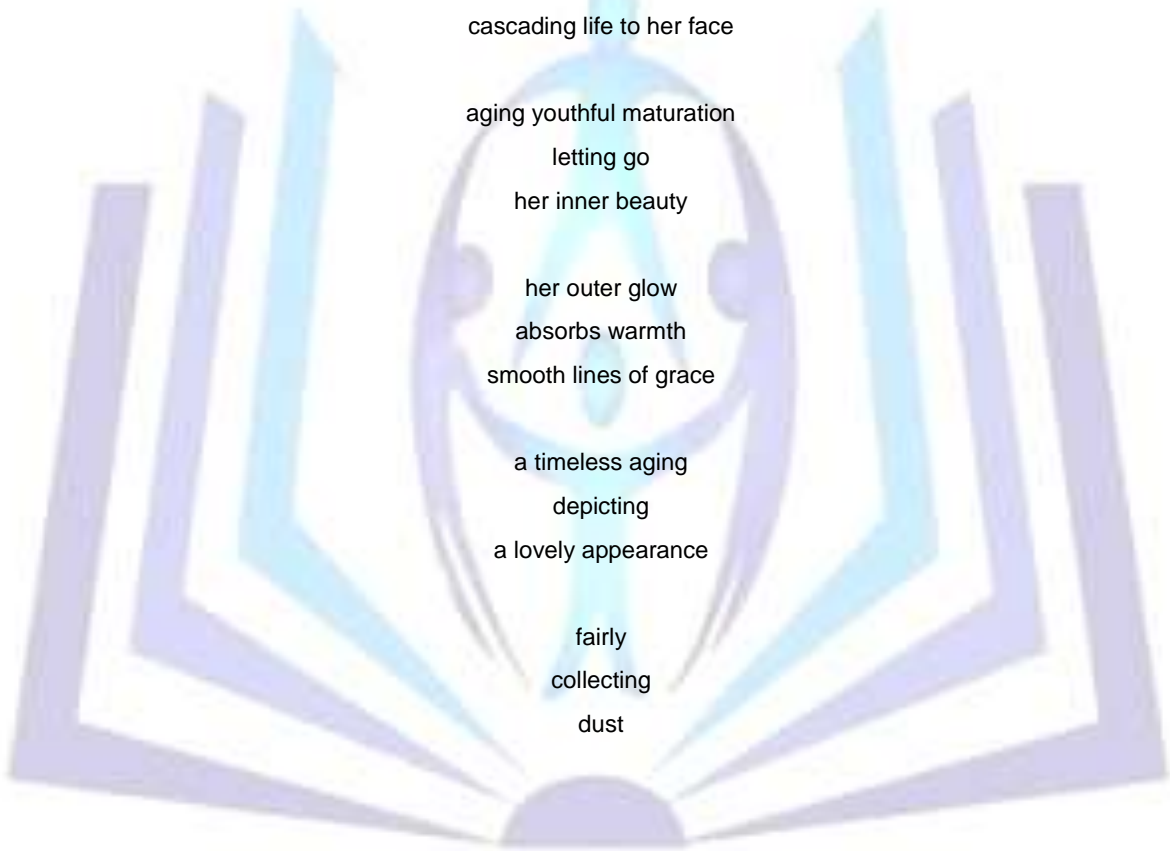 cascading life to her face
aging youthful maturation
letting go
her inner beauty
her outer glow
absorbs warmth
smooth lines of grace
a timeless aging
depicting
a lovely appearance
fairly
collecting
dust